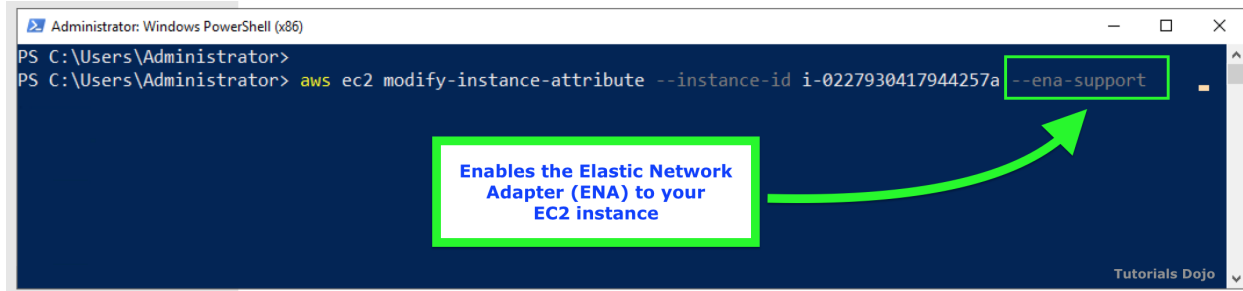 Administrator: Windows PowerShell (x86)
PS C:\Users\Administrator>
PS C:\Users\Administrator> aws ec2 modify-instance-attribute --instance-id i-0227930417944257a --ena-support
Enables the Elastic Network
Adapter (ENA) to your
EC2 instance
Tutorials Dojo